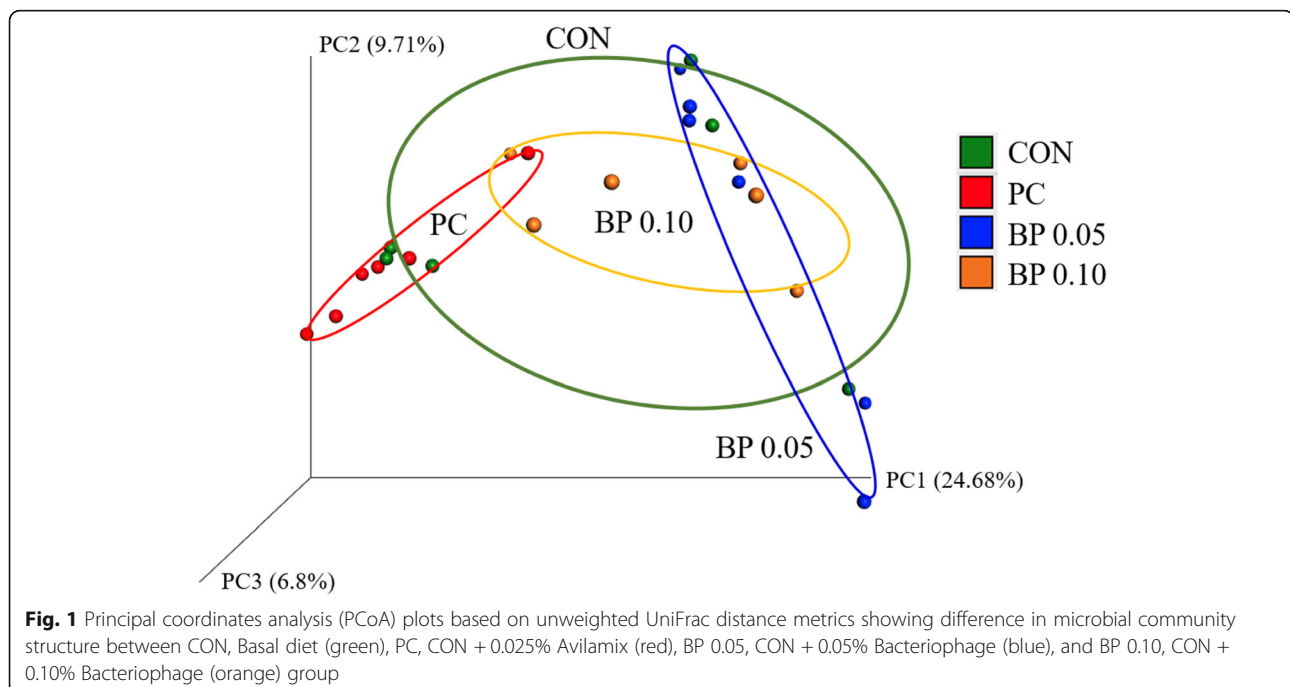 PC2 (9.71%)
CON
CON
PC
BP 0.05
BP 0.10
PC
BP 0.10
BP 0.05
PC1 (24.68%)
PC3 (6.8%)
Fig. 1 Principal coordinates analysis (PCoA) plots based on unweighted UniFrac distance metrics showing difference in microbial community
structure between CON, Basal diet (green), PC, CON + 0.025% Avilamix (red), BP 0.05, CON + 0.05% Bacteriophage (blue), and BP 0.10, CON +
0.10% Bacteriophage (orange) group